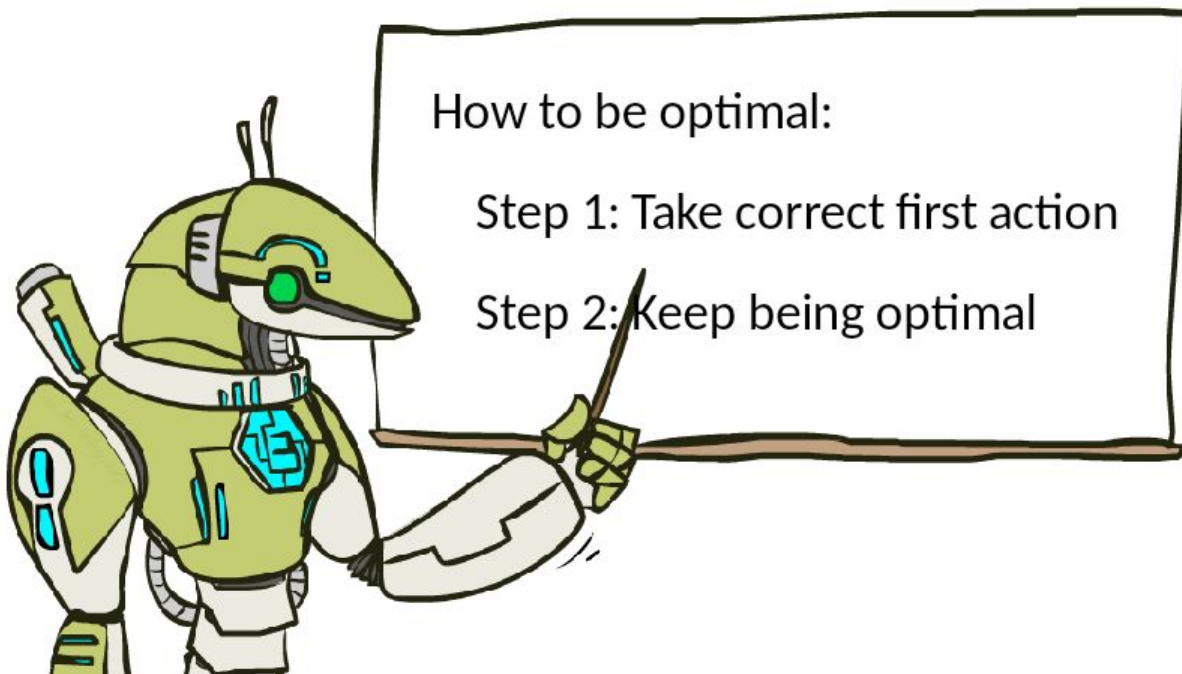 How to be optimal:
Step 1: Take correct first action
Step 2: Keep being optimal